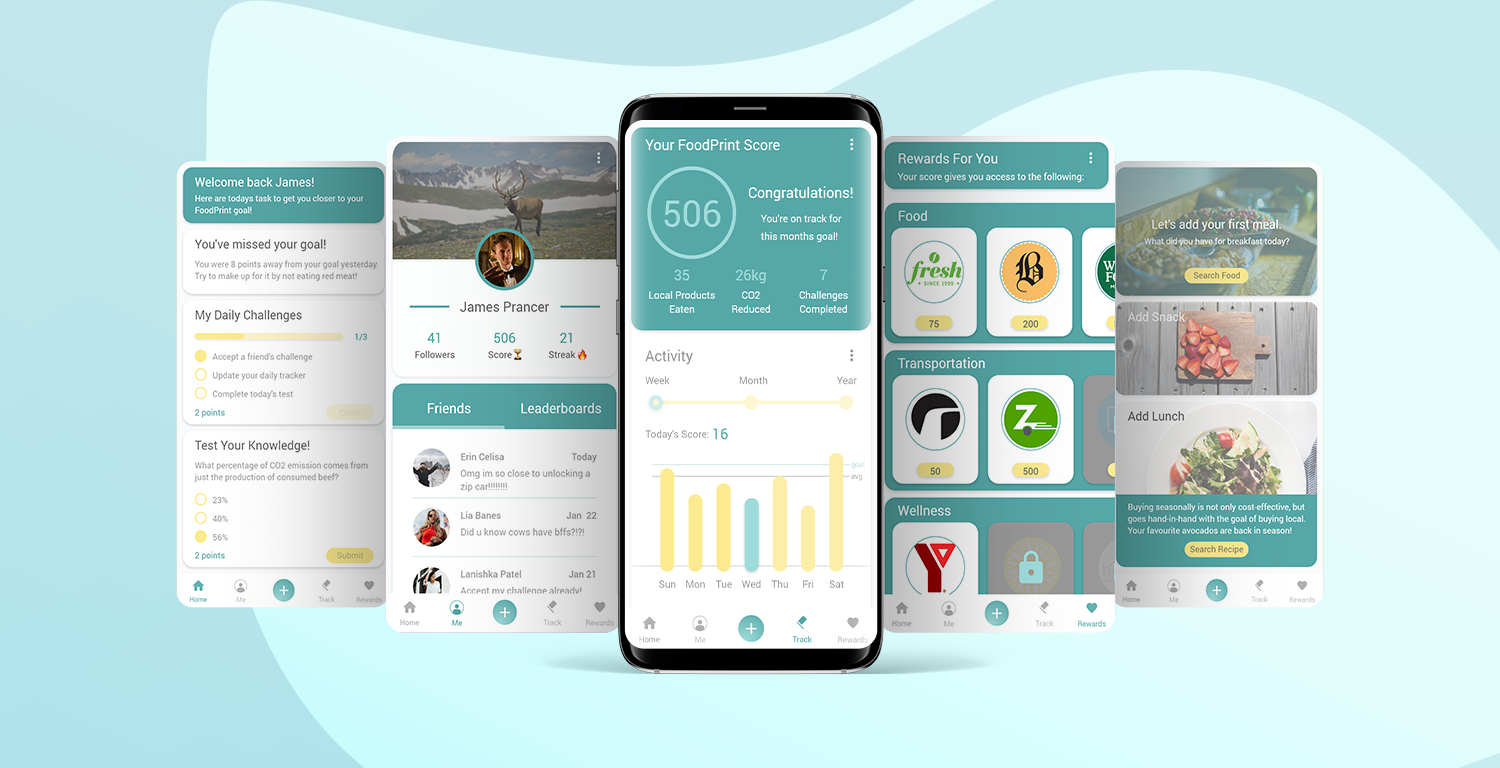 Welcome back James!
Here are todays task to get you closer to your
FoodPrint goal!
You've missed your goal!
You were 8 points away from your goal yesterday.
Try to make up for it by not eating red meat!
My Daily Challenges
1/3
Accept a friend's challenge
Update your daily tracker
Complete today's test
2 points
Claim
Test Your Knowledge!
What percentage of CO2 emission comes from
just the production of consumed beef?
23%
40%
56%
2 points
Submit
Home
Me
+
Track
Rewards
James Prancer
41
506
21
Followers
Score⏳
Streak🔥
Friends
Leaderboards
Erin Celisa
Today
Omg im so close to unlocking a
zip car!!!!!!!!
Lia Banes
Jan 22
Did u know cows have bffs?!?!
Lanishka Patel
Jan 21
Accept my challenge already!
Home
Me
+
Track
Rewards
Your FoodPrint Score
506
Congratulations!
You're on track for
this months goal!
35
26kg
7
Local Products
Eaten
CO2
Reduced
Challenges
Completed
Activity
Week
Month
Year
Today's Score: 16
goal
avg
Sun
Mon
Tue
Wed
Thu
Fri
Sat
Home
Me
+
Track
Rewards
Rewards For You
Your score gives you access to the following:
Food
fresh
• SINCE 1999 •
75
B
200
Transportation
50
Z
500
Wellness
Y
Home
Me
+
Track
Rewards
Let's add your first meal.
What did you have for breakfast today?
Search Food
Add Snack
Add Lunch
Buying seasonally is not only cost-effective, but
goes hand-in-hand with the goal of buying local.
Your favourite avocados are back in season!
Search Recipe
Home
Me
+
Track
Rewards